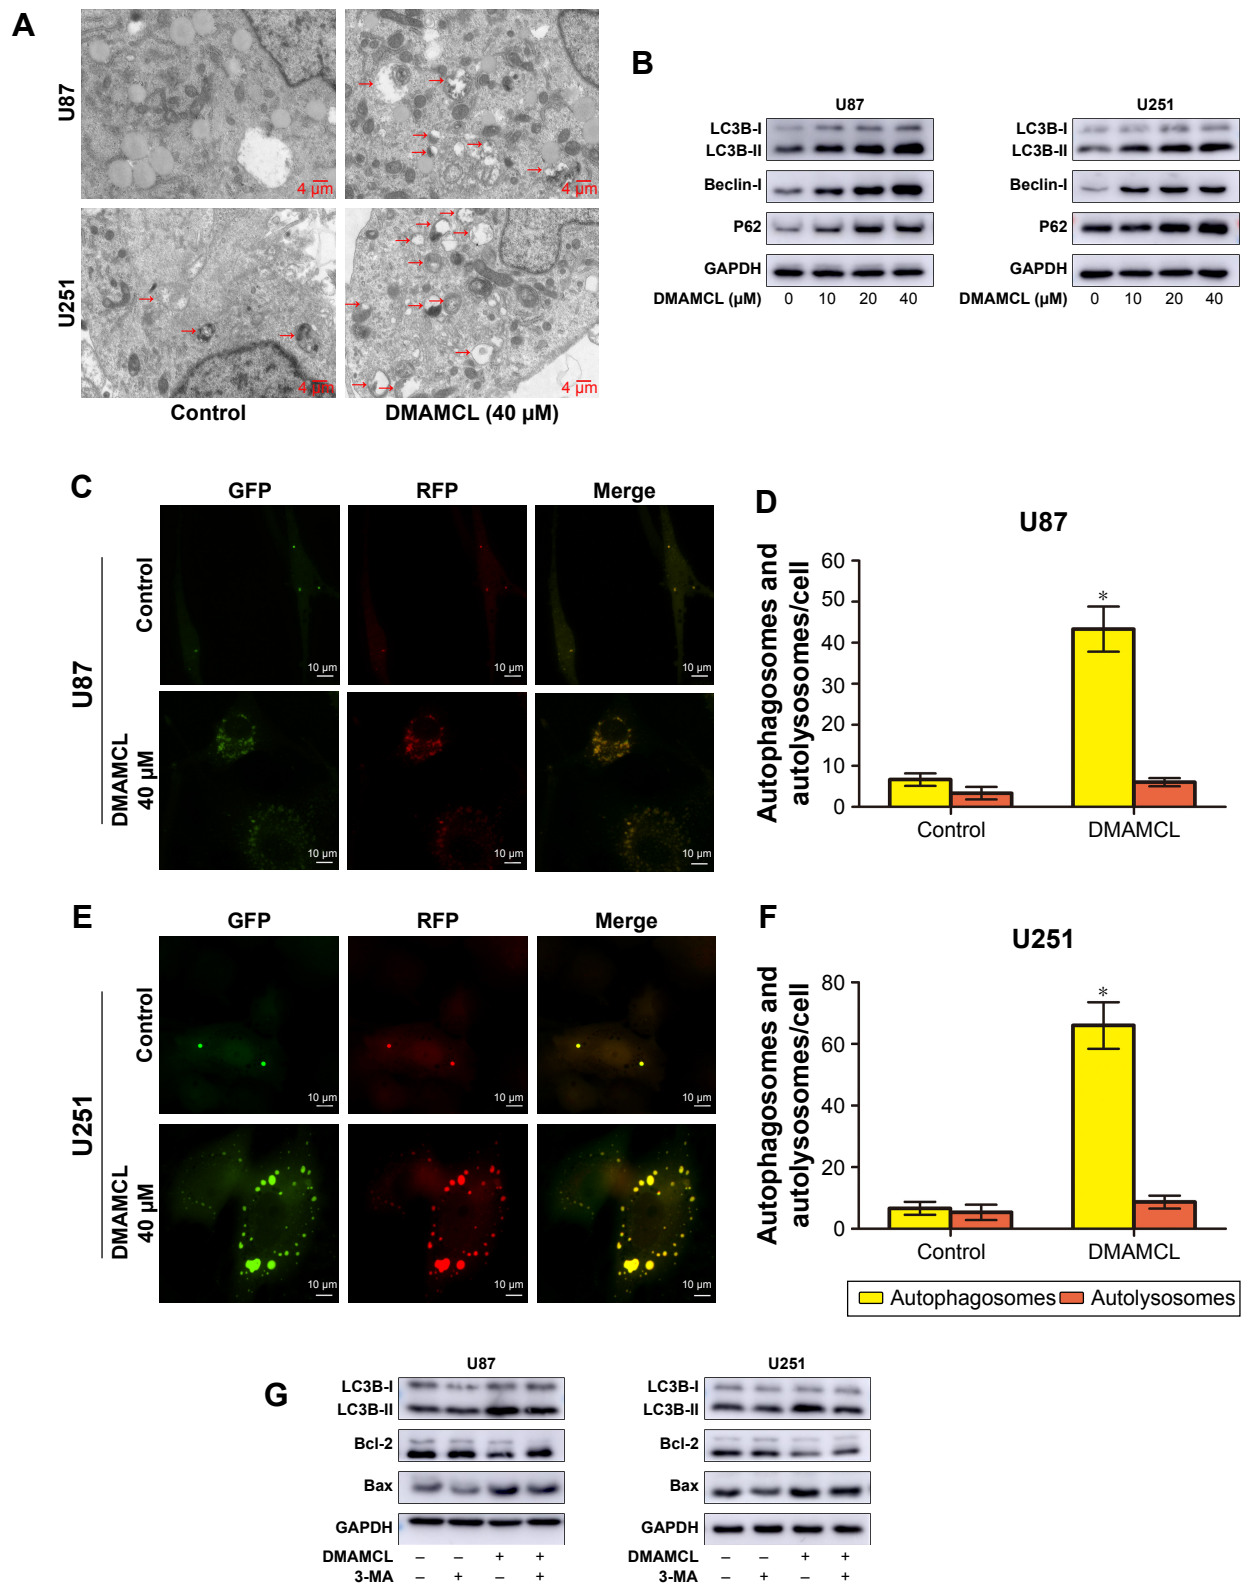 A
U87
4 µm
4 µm
U251
4 µm
4 µm
Control
DMAMCL (40 µM)
B
U87
U251
LC3B-I
LC3B-II
Beclin-I
P62
GAPDH
DMAMCL (µM)
0 10 20 40
LC3B-I
LC3B-II
Beclin-I
P62
GAPDH
DMAMCL (µM)
0 10 20 40
C
GFP RFP Merge
U87
Control
10 µm 10 µm 10 µm
DMAMCL
40 µM
10 µm 10 µm 10 µm
D
U87
Autophagosomes and
autolysosomes/cell
60
50
40
30
20
10
0
*
Control DMAMCL
E
GFP RFP Merge
U251
Control
10 µm 10 µm 10 µm
DMAMCL
40 µM
10 µm 10 µm 10 µm
F
U251
Autophagosomes and
autolysosomes/cell
80
60
40
20
0
*
Control DMAMCL
Autophagosomes Autolysosomes
G
U87
LC3B-I
LC3B-II
Bcl-2
Bax
GAPDH
DMAMCL – – + +
3-MA – + – +
U251
LC3B-I
LC3B-II
Bcl-2
Bax
GAPDH
DMAMCL – – + +
3-MA – + – +